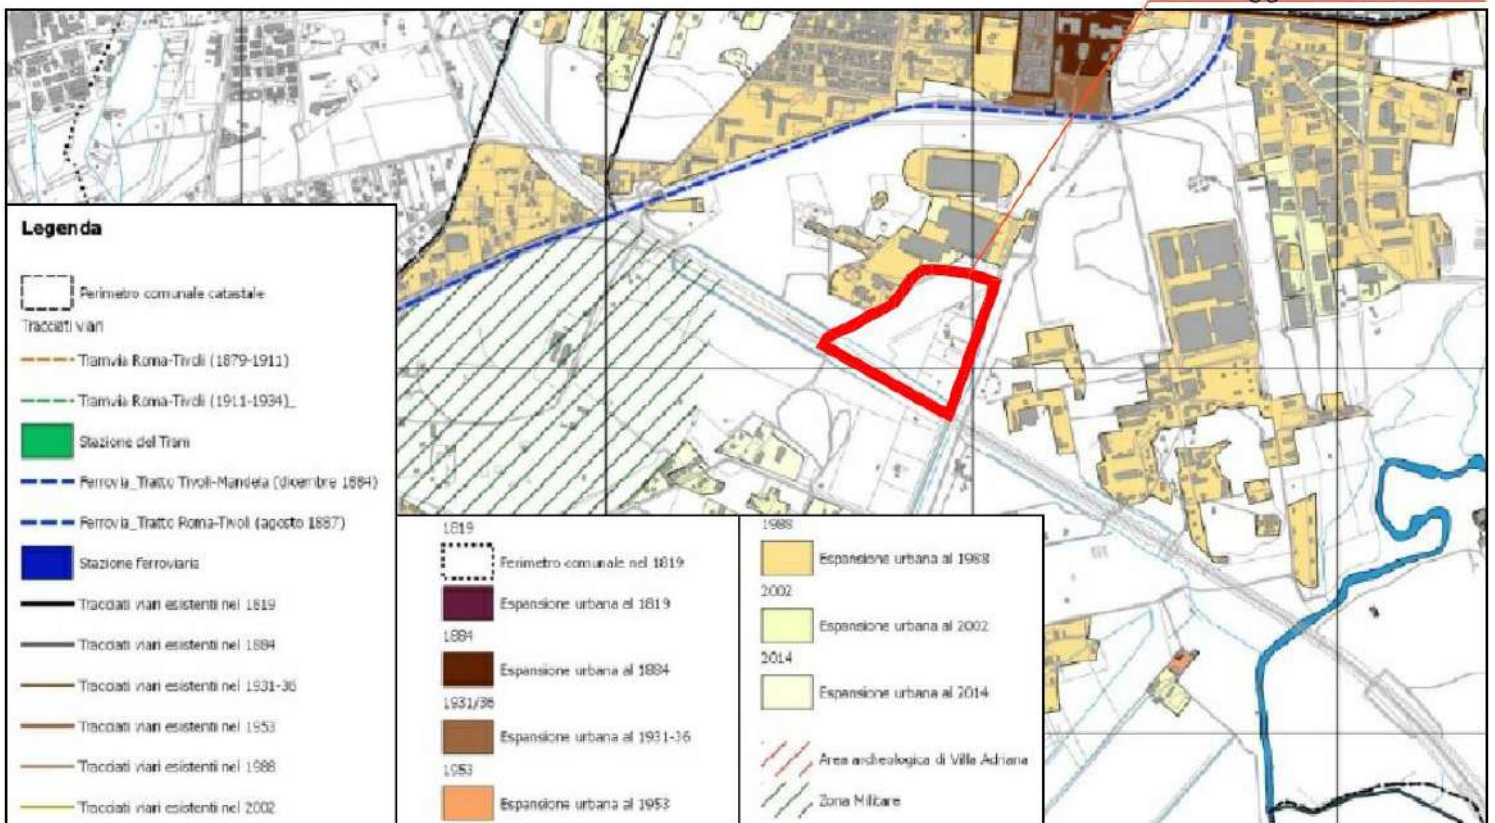 Legenda
Perimetro comunale catastale
Tracciati viari
Tramvia Roma-Tivoli (1879-1911)
Tramvia Roma-Tivoli (1911-1934)_
Stazione del Tram
Ferrovia_Tratto Tivoli-Mandela (dicembre 1884)
Ferrovia_Tratto Roma-Tivoli (agosto 1887)
Stazione Ferroviaria
Tracciati viari esistenti nel 1819
Tracciati viari esistenti nel 1884
Tracciati viari esistenti nel 1931-36
Tracciati viari esistenti nel 1953
Tracciati viari esistenti nel 1988
Tracciati viari esistenti nel 2002
1819
Perimetro comunale nel 1819
Espansione urbana al 1819
1884
Espansione urbana al 1884
1931/36
Espansione urbana al 1931-36
1953
Espansione urbana al 1953
1988
Espansione urbana al 1988
2002
Espansione urbana al 2002
2014
Espansione urbana al 2014
Area archeologica di Villa Adriana
Zona Militare